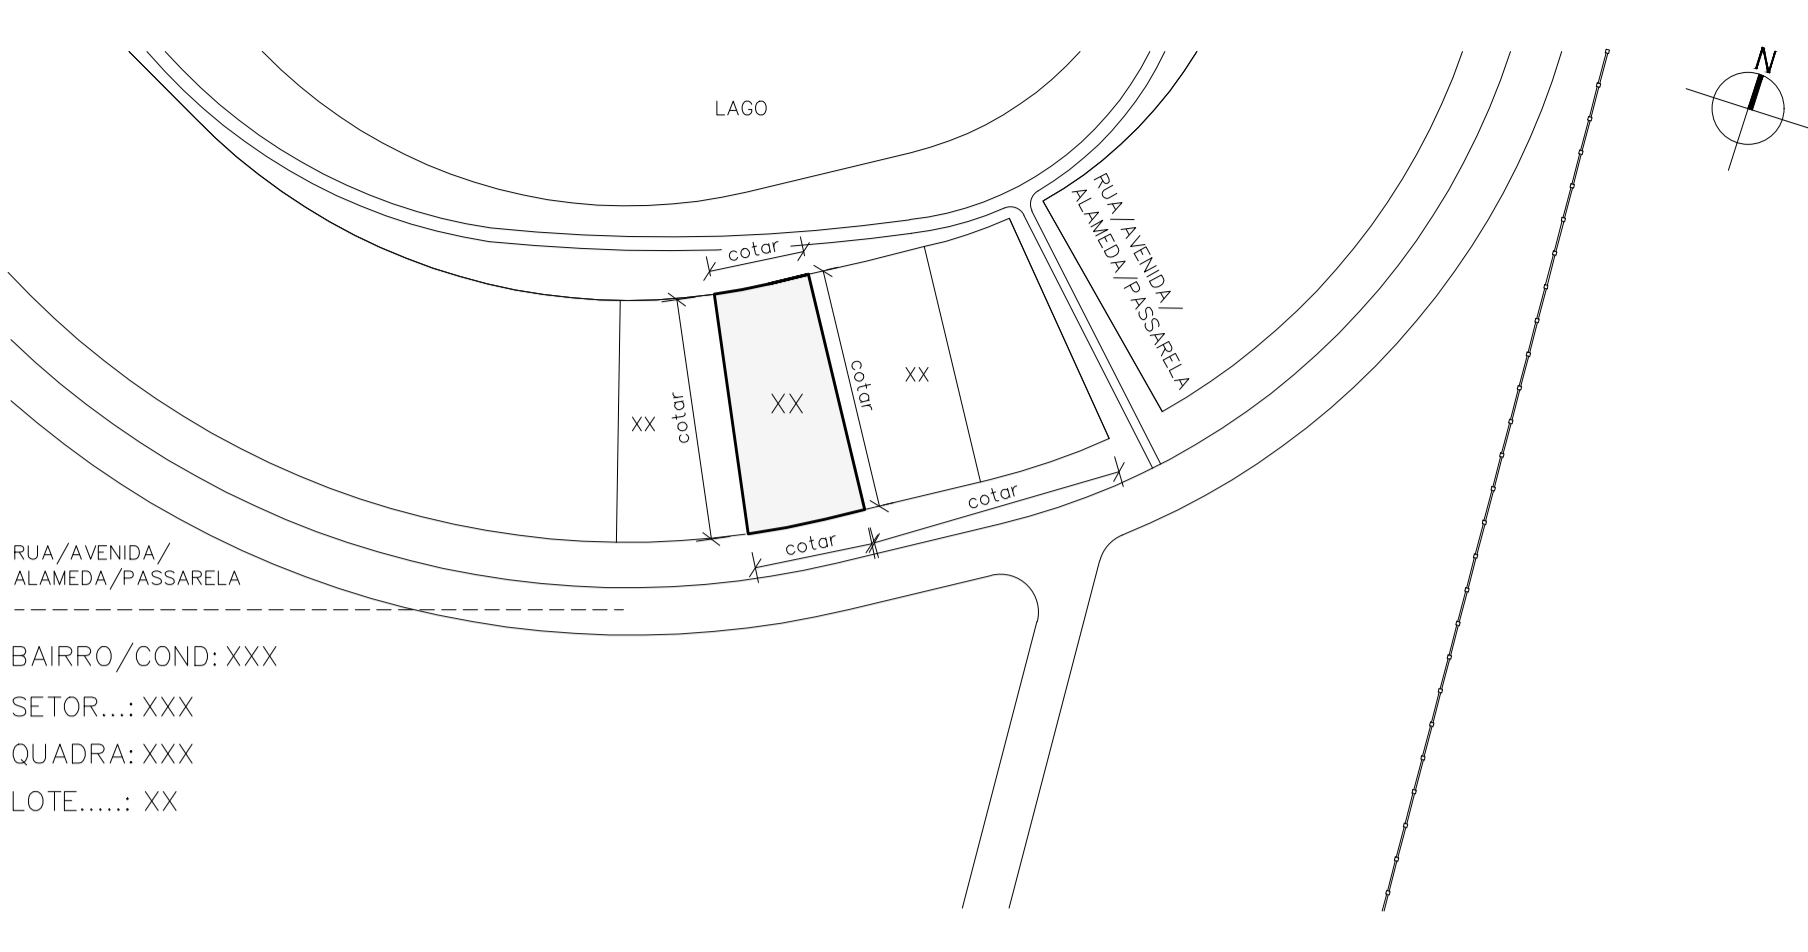 N
LAGO
RUA/AVENIDA/
ALAMEDA/PASSARELA
cotar
cotar
XX
XX
cotar
XX
cotar
cotar
RUA/AVENIDA/
ALAMEDA/PASSARELA
BAIRRO/COND: XXX
SETOR...: XXX
QUADRA: XXX
LOTE.....: XX